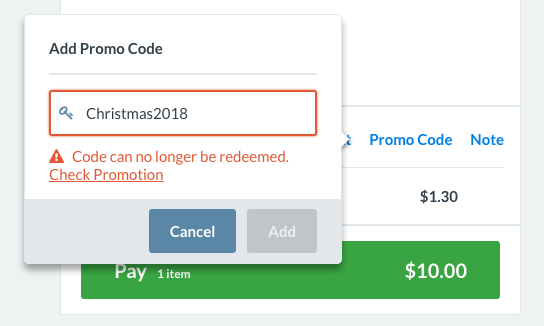 Add Promo Code
Christmas2018
Code can no longer be redeemed.
Check Promotion
Cancel Add
Promo Code Note
$1.30
Pay 1 item $10.00